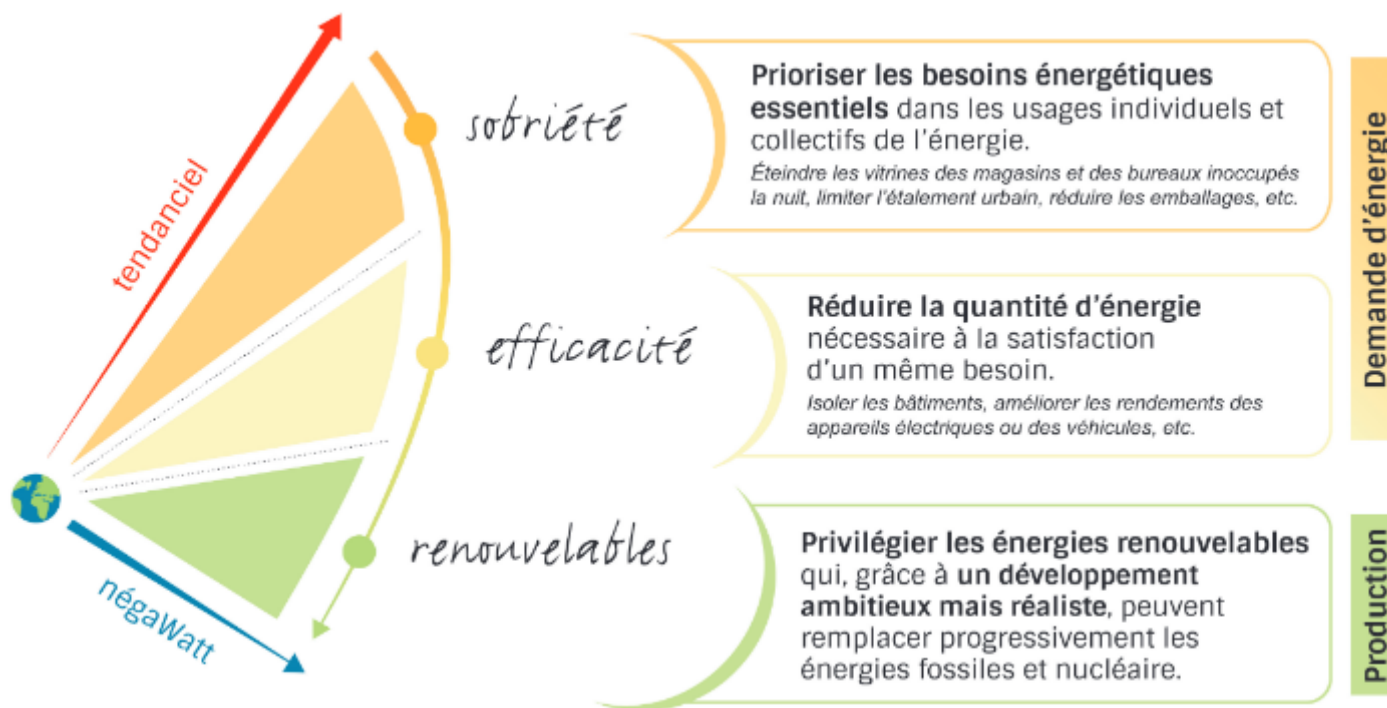 tendanciel
sobriété
Prioriser les besoins énergétiques
essentiels dans les usages individuels et
collectifs de l'énergie.
Éteindre les vitrines des magasins et des bureaux inoccupés
la nuit, limiter l'étalement urbain, réduire les emballages, etc.
Demande d'énergie
efficacité
Réduire la quantité d'énergie
nécessaire à la satisfaction
d'un même besoin.
Isoler les bâtiments, améliorer les rendements des
appareils électriques ou des véhicules, etc.
renouvelables
Privilégier les énergies renouvelables
qui, grâce à un développement
ambitieux mais réaliste, peuvent
remplacer progressivement les
énergies fossiles et nucléaire.
Production
négaWatt